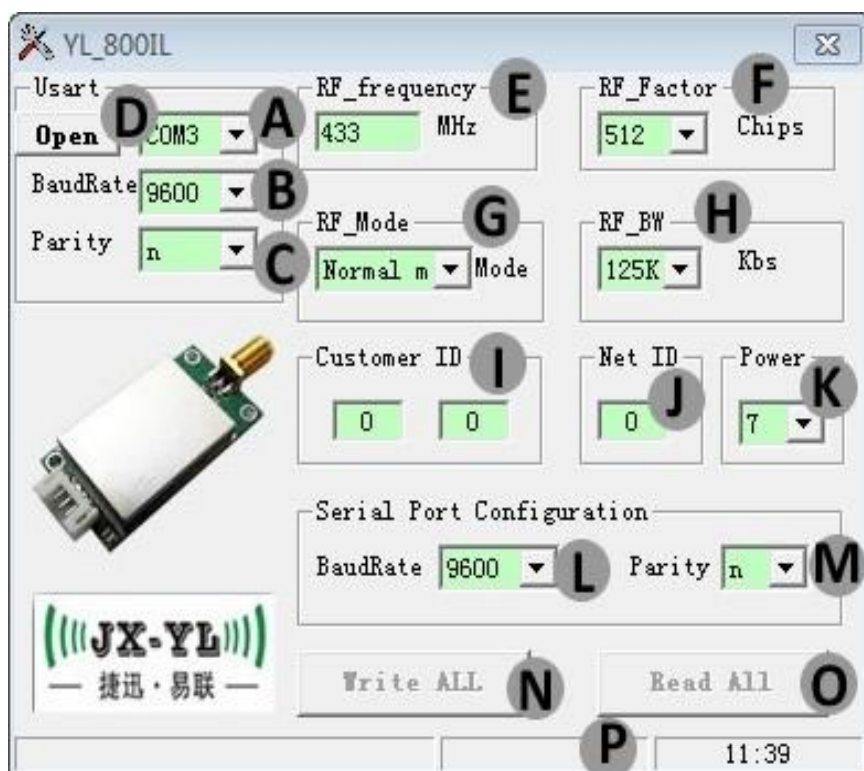 YL_800IL
Usart
D
Open
COM3
A
BaudRate
9600
B
Parity
n
C
RF_frequency
E
433
MHz
RF_Factor
F
512
Chips
RF_Mode
G
Normal m
Mode
RF_BW
H
125K
Kbs
Customer ID
I
0
0
Net ID
J
0
Power
K
7
Serial Port Configuration
BaudRate
9600
L
Parity
n
M
JX-YL
捷迅·易联
Write ALL
N
Read All
O
P
11:39